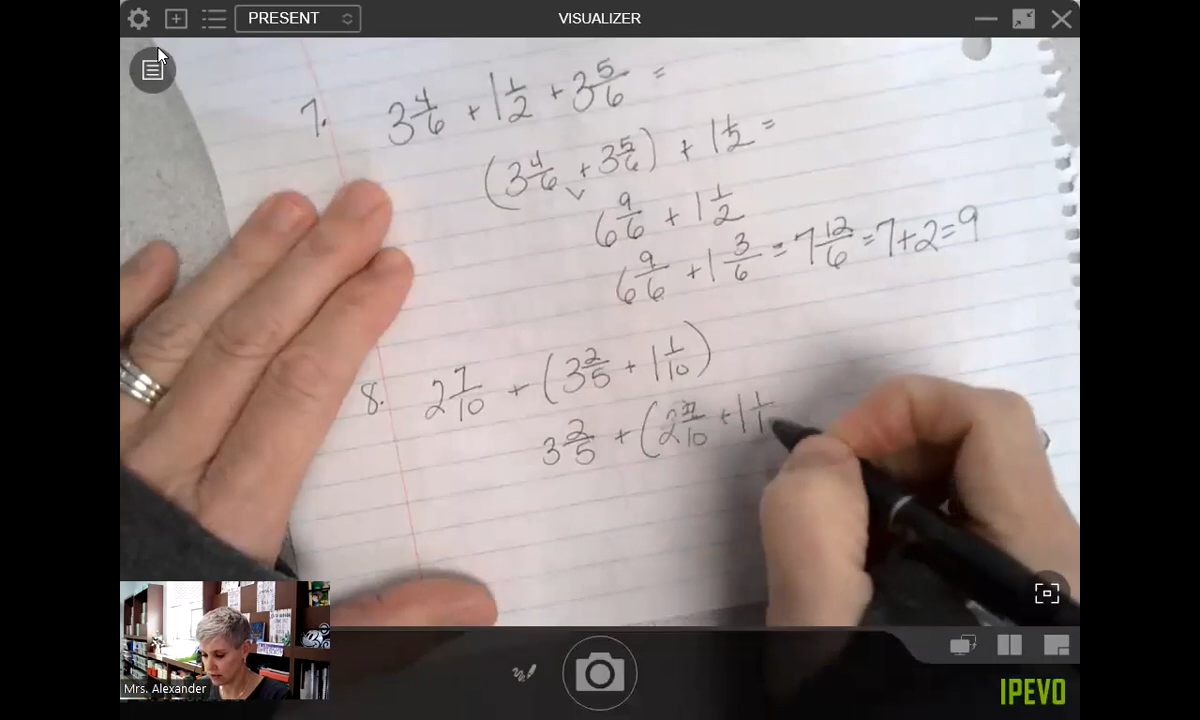 PRESENT
VISUALIZER
7. 3 4/6 + 1 1/2 + 3 5/6 =
(3 4/6 + 3 5/6) + 1 1/2 =
6 9/6 + 1 1/2
6 9/6 + 1 3/6 = 7 12/6 = 7 + 2 = 9
8. 2 7/10 + (3 2/5 + 1 1/10)
3 2/5 + (2 7/10 + 1 1/1
Mrs. Alexander
IPEVO